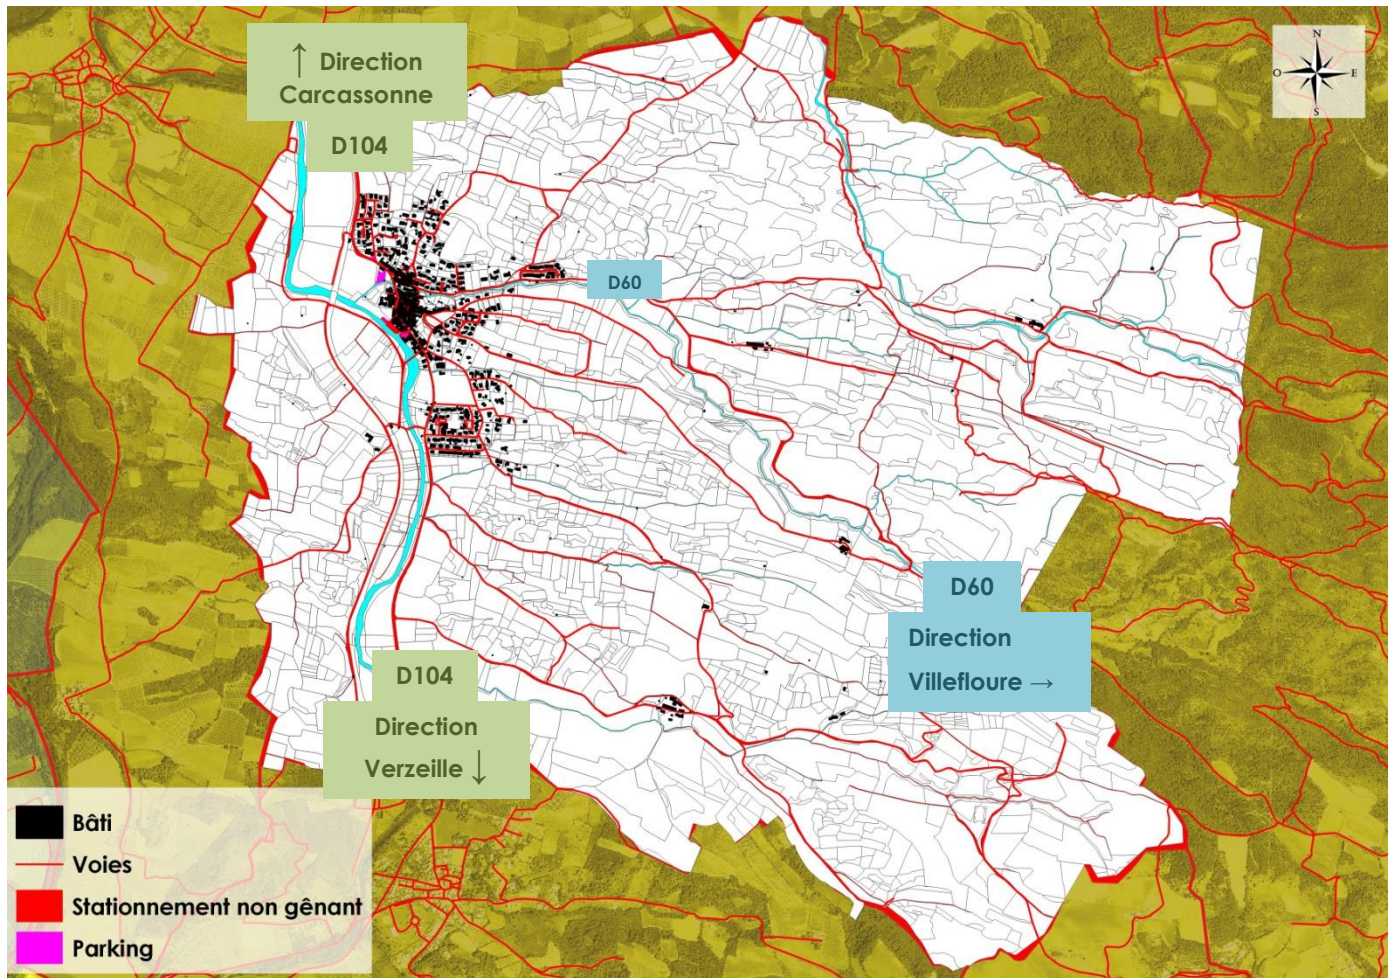 ↑ Direction
Carcassonne
D104
N
O
E
S
D60
D60
Direction
Villefloure →
D104
Direction
Verzeille ↓
Bâti
Voies
Stationnement non gênant
Parking